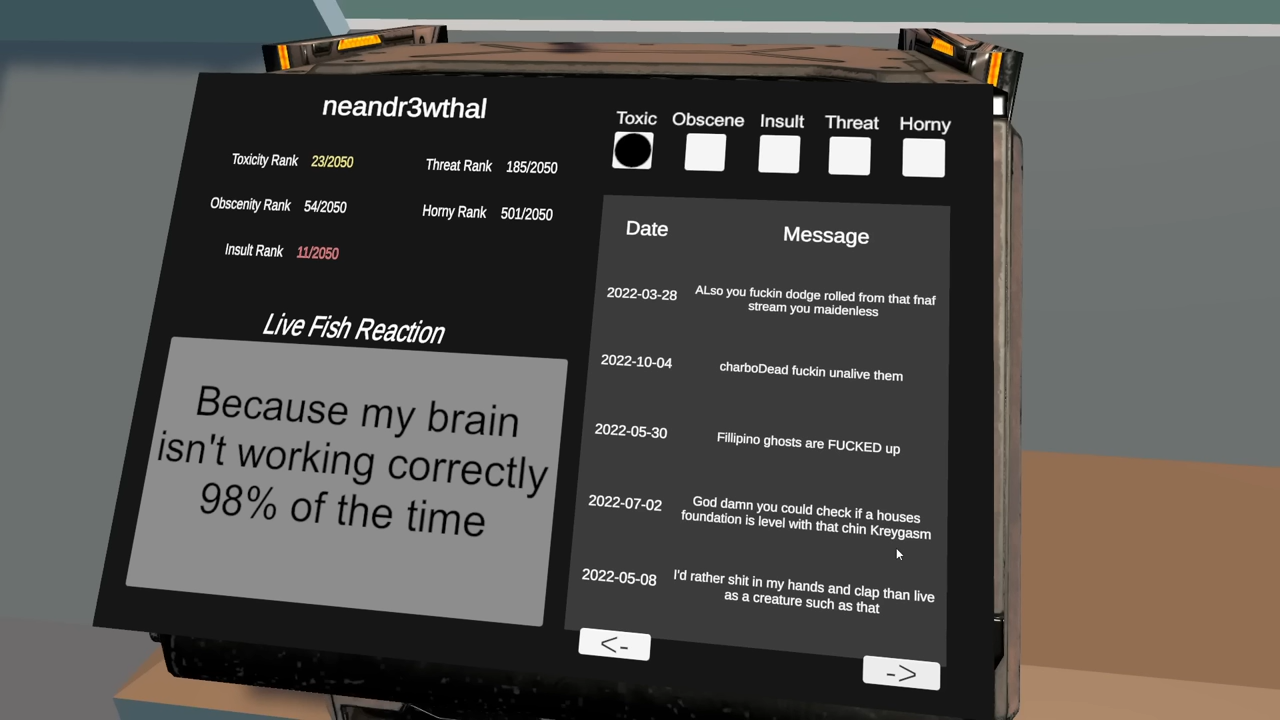 neandr3wthal
Toxicity Rank 23/2050
Threat Rank 185/2050
Obscenity Rank 54/2050
Horny Rank 501/2050
Insult Rank 11/2050
Live Fish Reaction
Because my brain
isn't working correctly
98% of the time
Toxic Obscene Insult Threat Horny
Date Message
2022-03-28 ALso you fuckin dodge rolled from that fnaf
stream you maidenless
2022-10-04 charboDead fuckin unalive them
2022-05-30 Fillipino ghosts are FUCKED up
2022-07-02 God damn you could check if a houses
foundation is level with that chin Kreygasm
2022-05-08 I'd rather shit in my hands and clap than live
as a creature such as that
<- ->